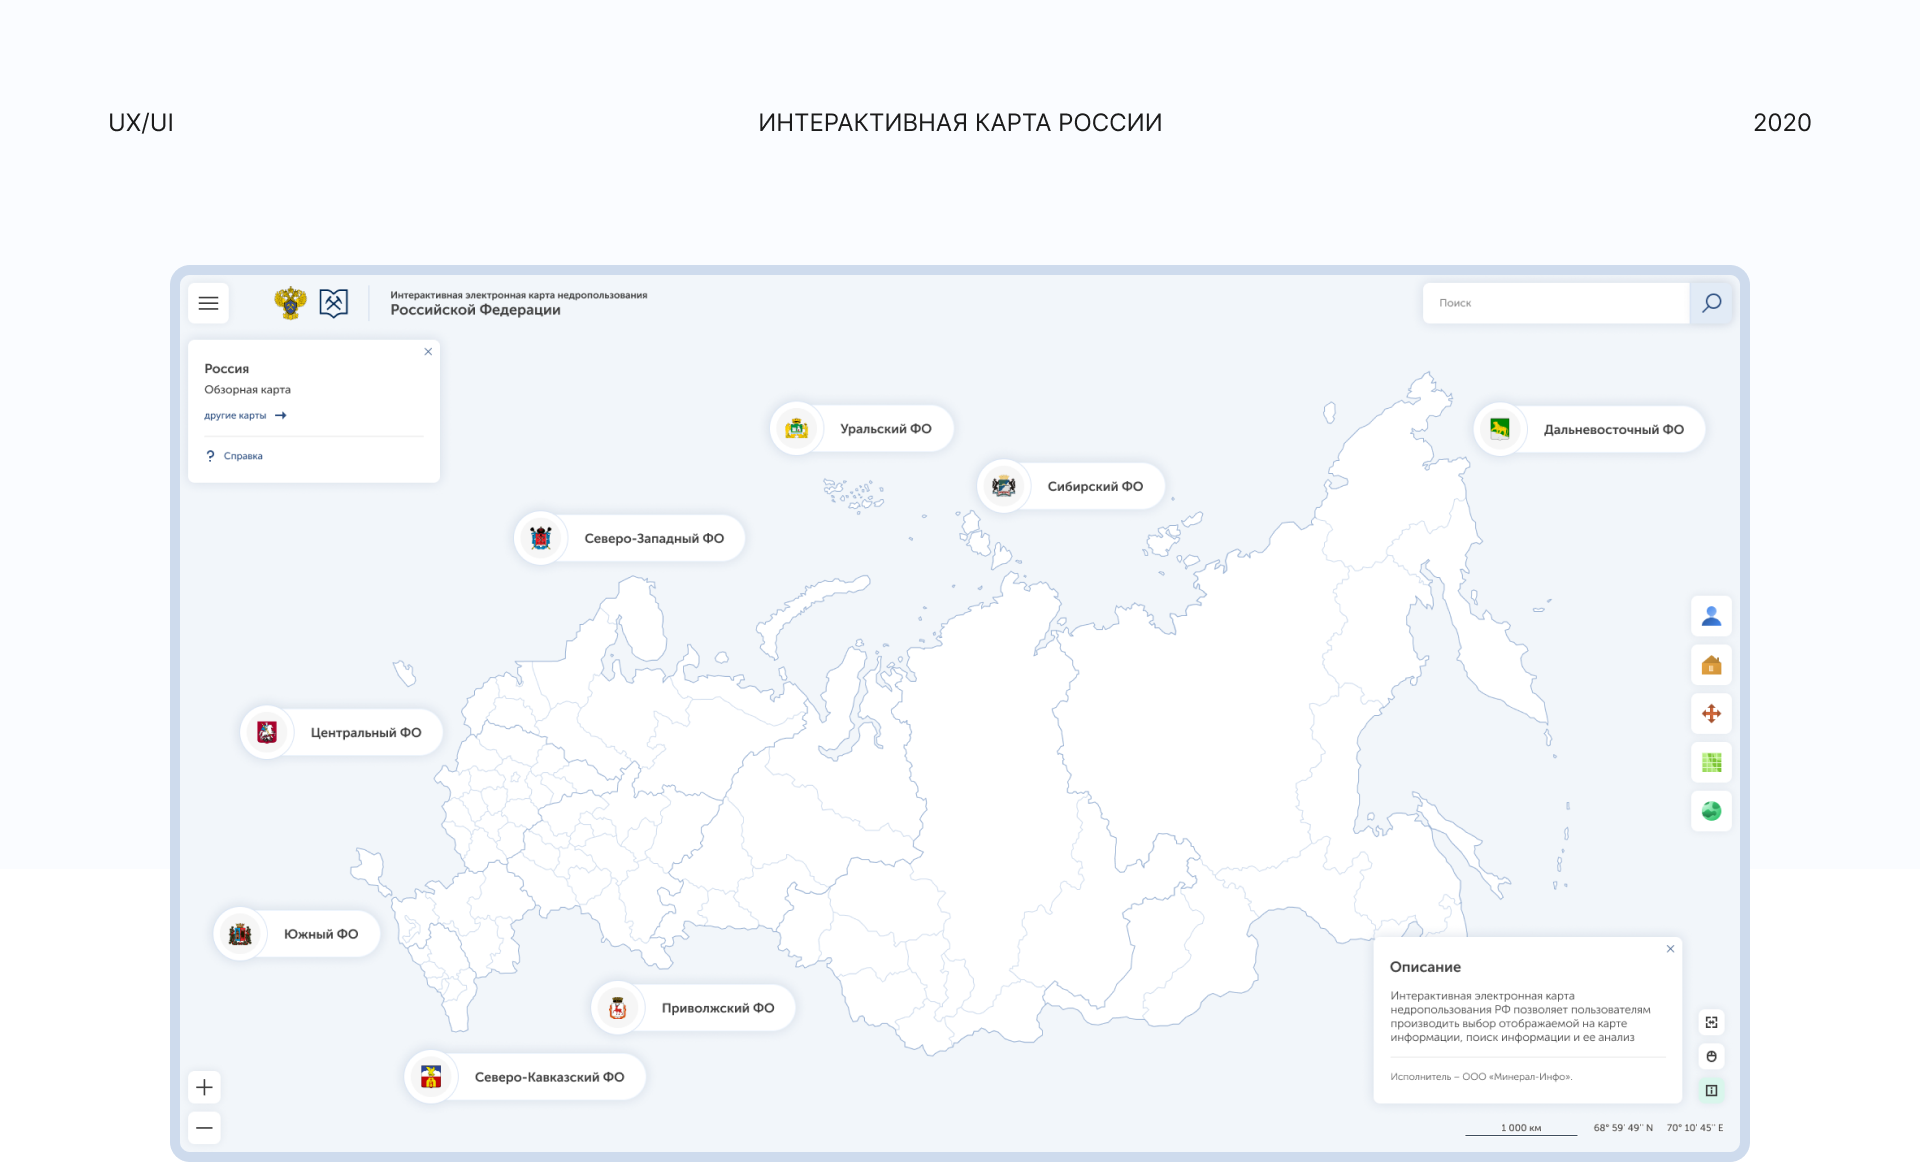 UX/UI
ИНТЕРАКТИВНАЯ КАРТА РОССИИ
2020
Интерактивная электронная карта недропользования
Российской Федерации
Поиск
Россия
Обзорная карта
другие карты
? Справка
Уральский ФО
Дальневосточный ФО
Сибирский ФО
Северо-Западный ФО
Центральный ФО
Южный ФО
Приволжский ФО
Северо-Кавказский ФО
Описание
Интерактивная электронная карта
недропользования РФ позволяет пользователям
производить выбор отображаемой на карте
информации, поиск информации и ее анализ
Исполнитель – ООО «Минерал-Инфо».
1 000 км
68° 59' 49'' N 70° 10' 45'' E